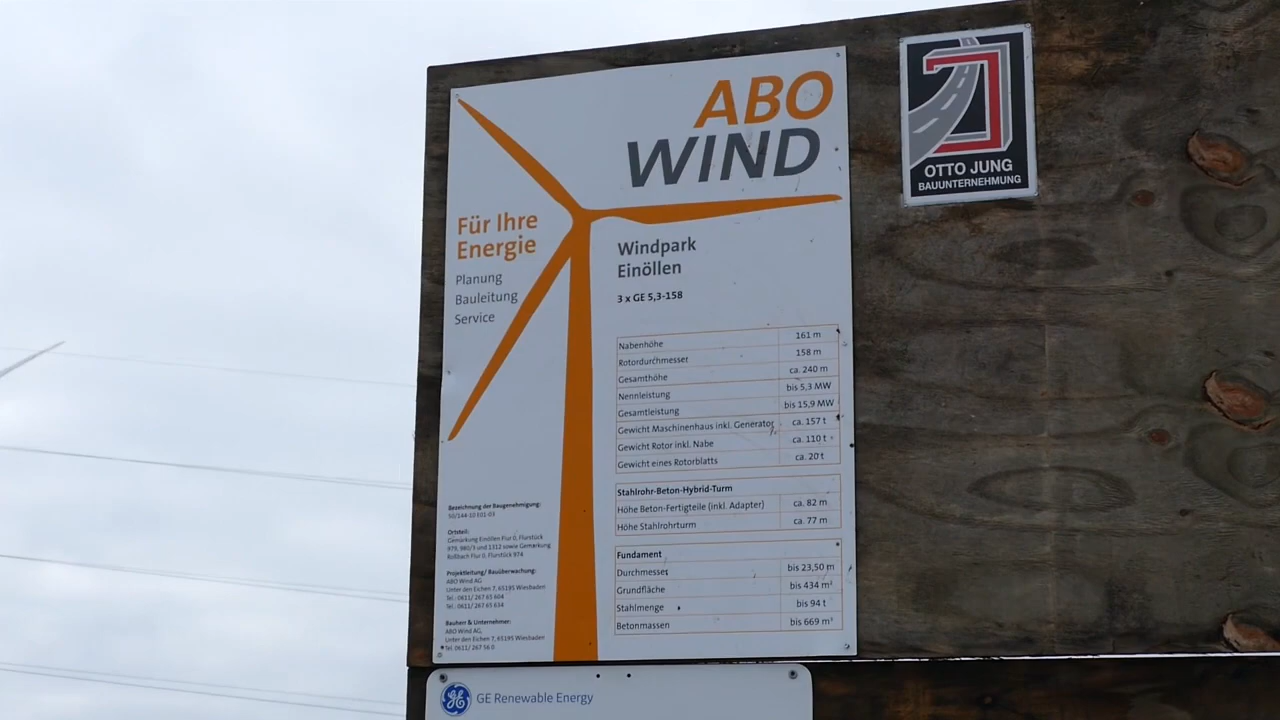 ABO
WIND
OTTO JUNG
BAUUNTERNEHMUNG
Für Ihre
Energie
Planung
Bauleitung
Service
Windpark
Einöllen
3 x GE 5,3-158
Nabenhöhe 161 m
Rotordurchmesser 158 m
Gesamthöhe ca. 240 m
Nennleistung bis 5,3 MW
Gesamtleistung bis 15,9 MW
Gewicht Maschinenhaus inkl. Generator ca. 157 t
Gewicht Rotor inkl. Nabe ca. 110 t
Gewicht eines Rotorblatts ca. 20 t
Stahlrohr-Beton-Hybrid-Turm
Höhe Beton-Fertigteile (inkl. Adapter) ca. 82 m
Höhe Stahlrohrturm ca. 77 m
Fundament
Durchmesser bis 23,50 m
Grundfläche bis 434 m²
Stahlmenge bis 94 t
Betonmassen bis 669 m³
Bezeichnung der Baugenehmigung:
Ortsteil:
Gemarkung Einöllen Flur 0, Flurstück
979, 980/3 und 1312 sowie Gemarkung
Roßbach Flur 0, Flurstück 974
Projektleitung/ Bauüberwachung:
ABO Wind AG
Unter den Eichen 7, 65195 Wiesbaden
Tel.: 0611/ 267 65 604
Tel.: 0611/ 267 65 634
Bauherr & Unternehmer:
ABO Wind AG,
Unter den Eichen 7, 65195 Wiesbaden
Tel. 0611/ 267 56 0
GE Renewable Energy